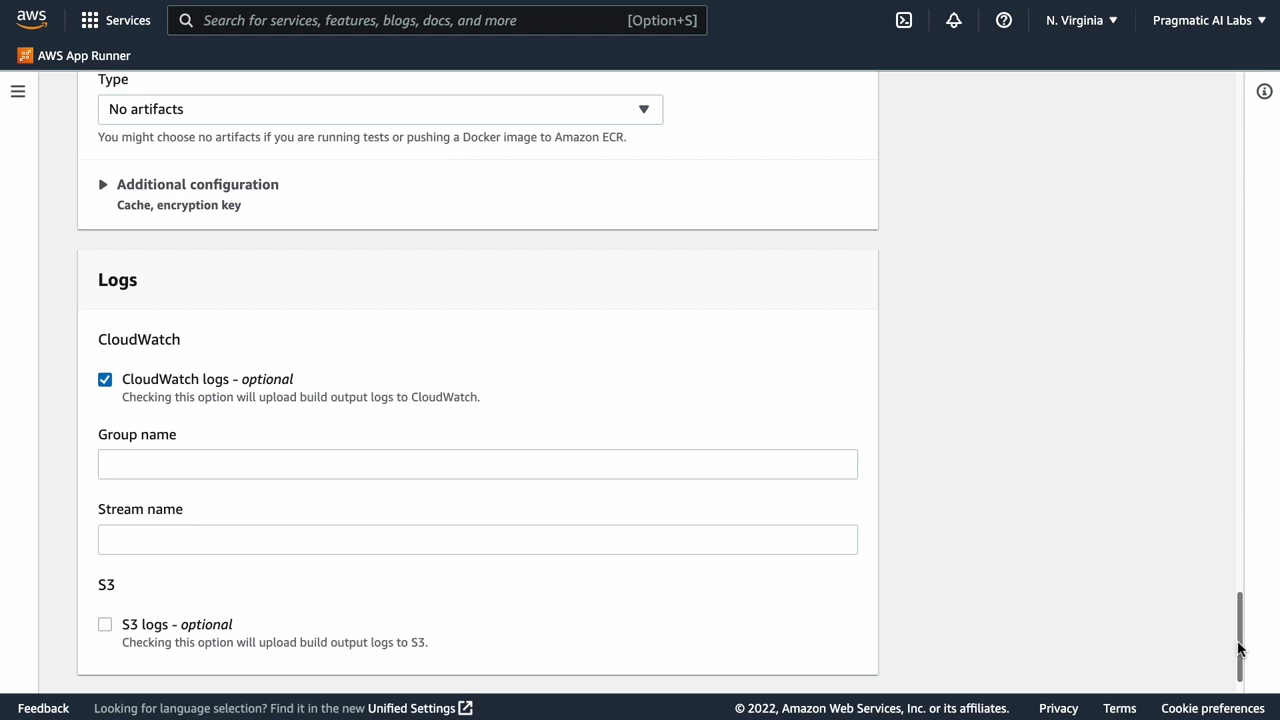 aws
Services
Search for services, features, blogs, docs, and more [Option+S]
N. Virginia
Pragmatic AI Labs
AWS App Runner
Type
No artifacts
You might choose no artifacts if you are running tests or pushing a Docker image to Amazon ECR.
Additional configuration
Cache, encryption key
Logs
CloudWatch
CloudWatch logs - optional
Checking this option will upload build output logs to CloudWatch.
Group name
Stream name
S3
S3 logs - optional
Checking this option will upload build output logs to S3.
Feedback
Looking for language selection? Find it in the new Unified Settings
© 2022, Amazon Web Services, Inc. or its affiliates.
Privacy
Terms
Cookie preferences